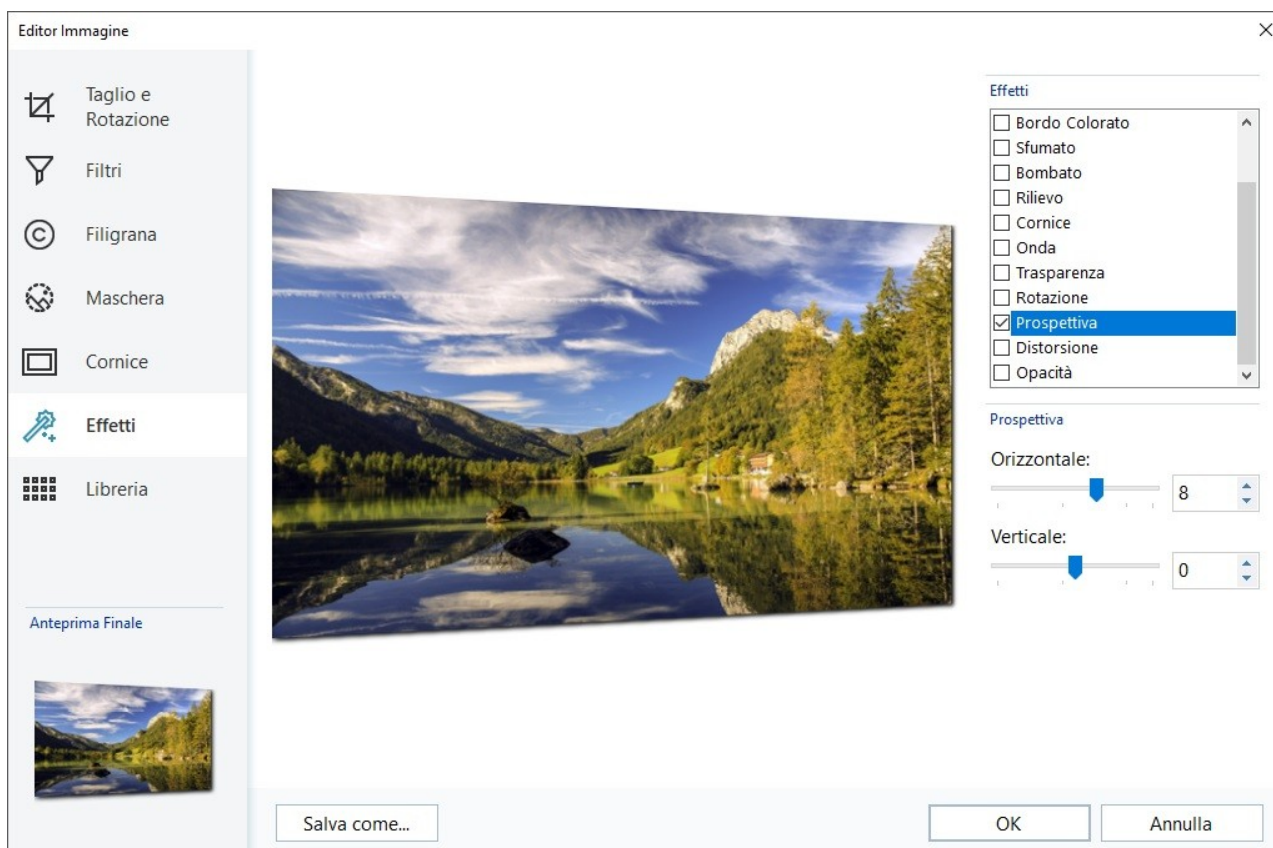 Editor Immagine
Taglio e
Rotazione
Filtri
Filigrana
Maschera
Cornice
Effetti
Libreria
Anteprima Finale
Effetti
Bordo Colorato
Sfumato
Bombato
Rilievo
Cornice
Onda
Trasparenza
Rotazione
Prospettiva
Distorsione
Opacità
Prospettiva
Orizzontale:
8
Verticale:
0
Salva come...
OK
Annulla